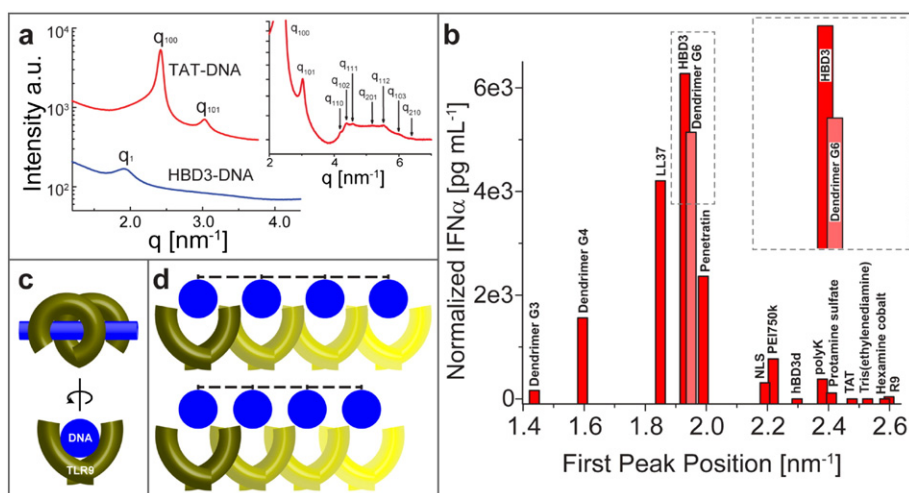 a
Intensity a.u.
10⁴
10³
10²
q₁₀₀
TAT-DNA
q₁₀₁
q₁
HBD3-DNA
2.0
3.0
4.0
q [nm⁻¹]
q₁₀₀
q₁₀₁
q₁₁₀
q₁₀₂
q₁₁₁
q₂₀₁
q₁₁₂
q₁₀₃
q₂₁₀
2
4
6
q [nm⁻¹]
b
Normalized IFNα [pg mL⁻¹]
6e3
4e3
2e3
0
Dendrimer G3
Dendrimer G4
LL37
HBD3
Dendrimer G6
Penetratin
NLS
PEI750k
hBD3d
polyK
Protamine sulfate
TAT
Tris(ethylenediamine)
Hexamine cobalt
R9
HBD3
Dendrimer G6
1.4 1.6 1.8 2.0 2.2 2.4 2.6
First Peak Position [nm⁻¹]
c
DNA
TLR9
d